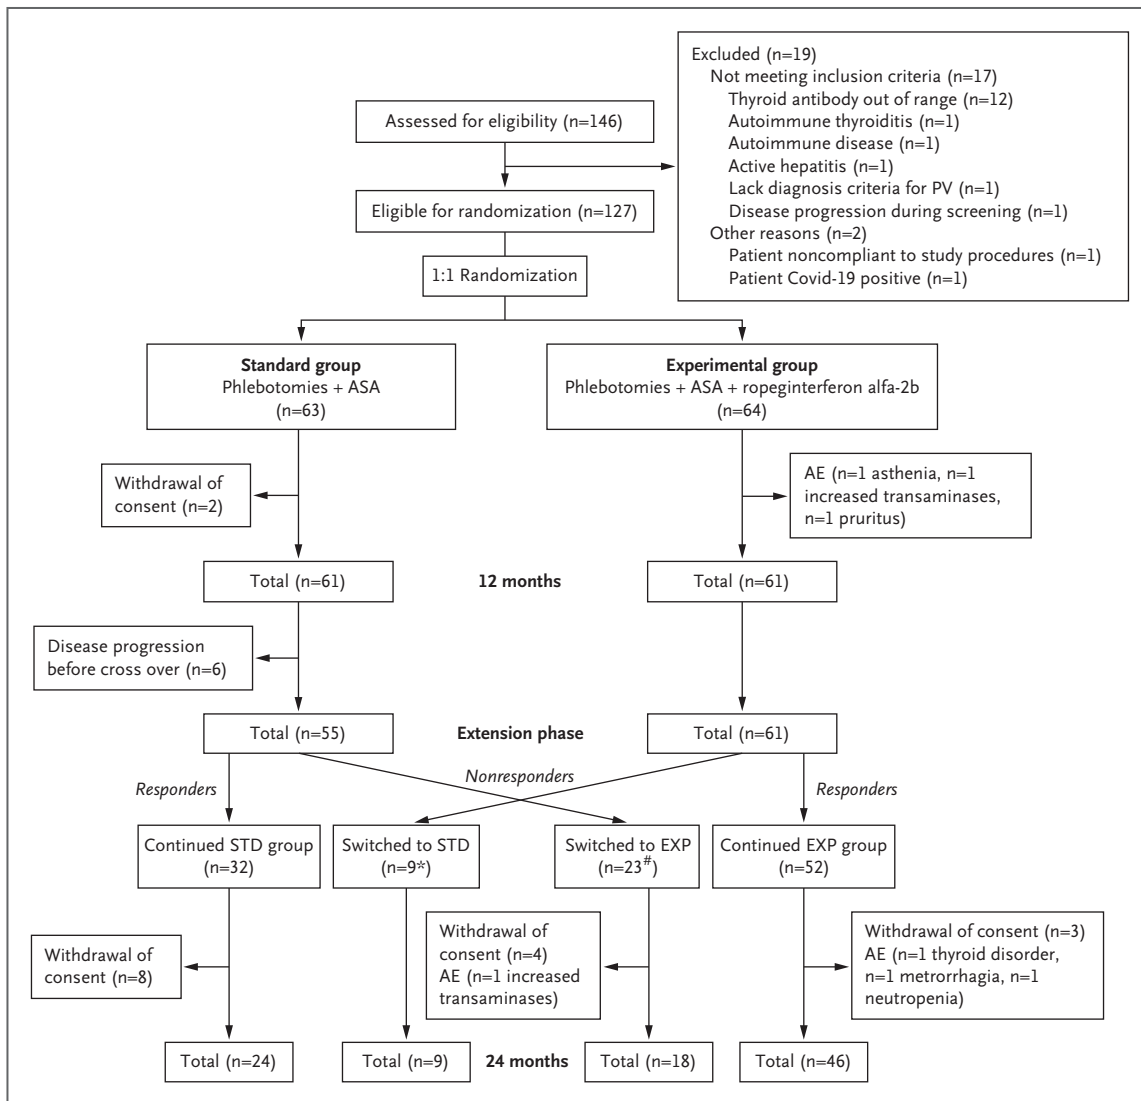 Excluded (n=19)
Not meeting inclusion criteria (n=17)
Thyroid antibody out of range (n=12)
Autoimmune thyroiditis (n=1)
Autoimmune disease (n=1)
Active hepatitis (n=1)
Lack diagnosis criteria for PV (n=1)
Disease progression during screening (n=1)
Other reasons (n=2)
Patient noncompliant to study procedures (n=1)
Patient Covid-19 positive (n=1)
Assessed for eligibility (n=146)
Eligible for randomization (n=127)
1:1 Randomization
Standard group
Phlebotomies + ASA
(n=63)
Experimental group
Phlebotomies + ASA + ropeginterferon alfa-2b
(n=64)
Withdrawal of
consent (n=2)
AE (n=1 asthenia, n=1
increased transaminases,
n=1 pruritus)
Total (n=61)
12 months
Total (n=61)
Disease progression
before cross over (n=6)
Total (n=55)
Extension phase
Total (n=61)
Responders
Nonresponders
Responders
Continued STD group
(n=32)
Switched to STD
(n=9*)
Switched to EXP
(n=23#)
Continued EXP group
(n=52)
Withdrawal of
consent (n=8)
Withdrawal of
consent (n=4)
AE (n=1 increased
transaminases)
Withdrawal of consent (n=3)
AE (n=1 thyroid disorder,
n=1 metrorrhagia, n=1
neutropenia)
Total (n=24)
Total (n=9)
24 months
Total (n=18)
Total (n=46)